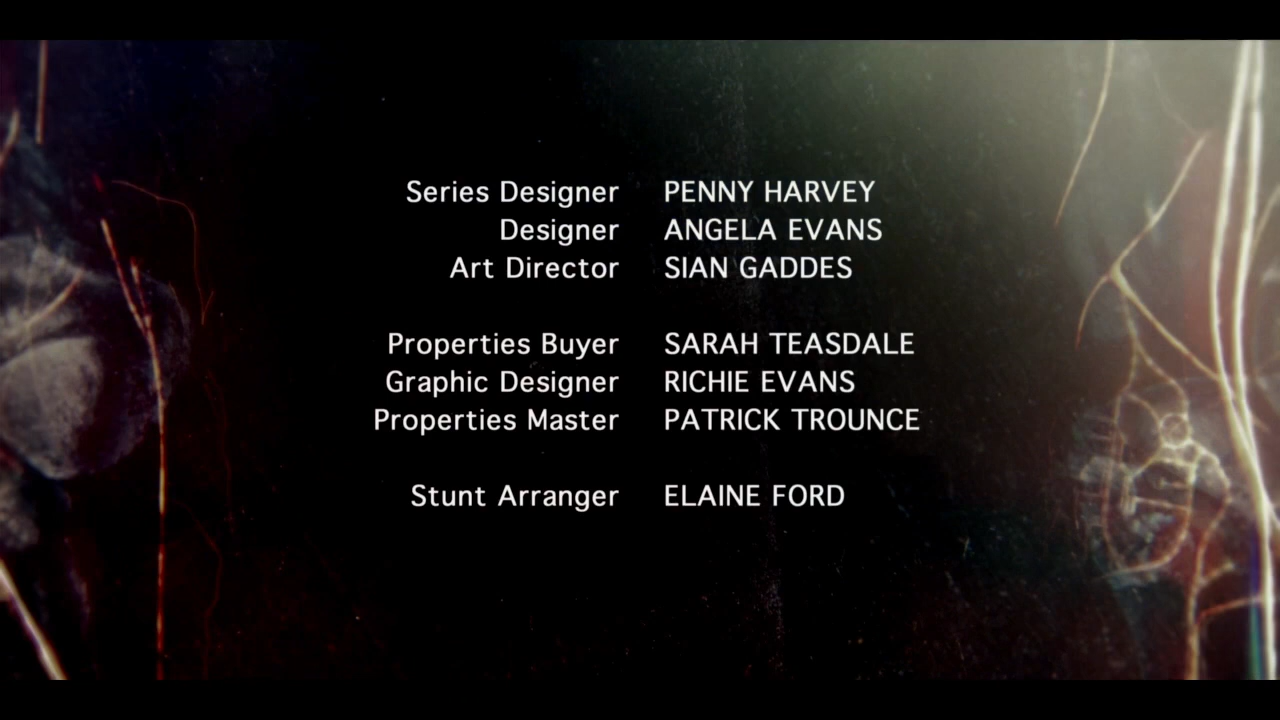 Series Designer PENNY HARVEY
Designer ANGELA EVANS
Art Director SIAN GADDES
Properties Buyer SARAH TEASDALE
Graphic Designer RICHIE EVANS
Properties Master PATRICK TROUNCE
Stunt Arranger ELAINE FORD